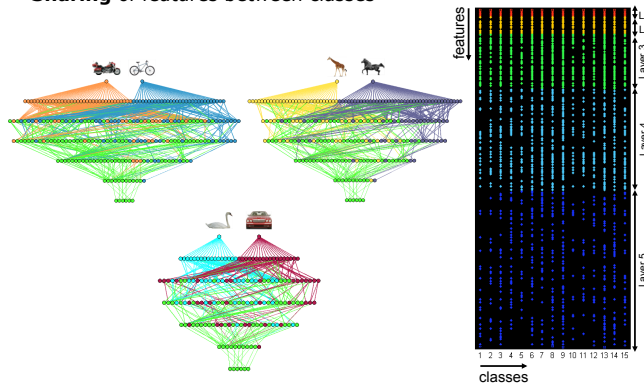 Sharing of features between classes
features
L
L
Layer 3
Layer 4
Layer 5
1 2 3 4 5 6 7 8 9 10 11 12 13 14 15
classes